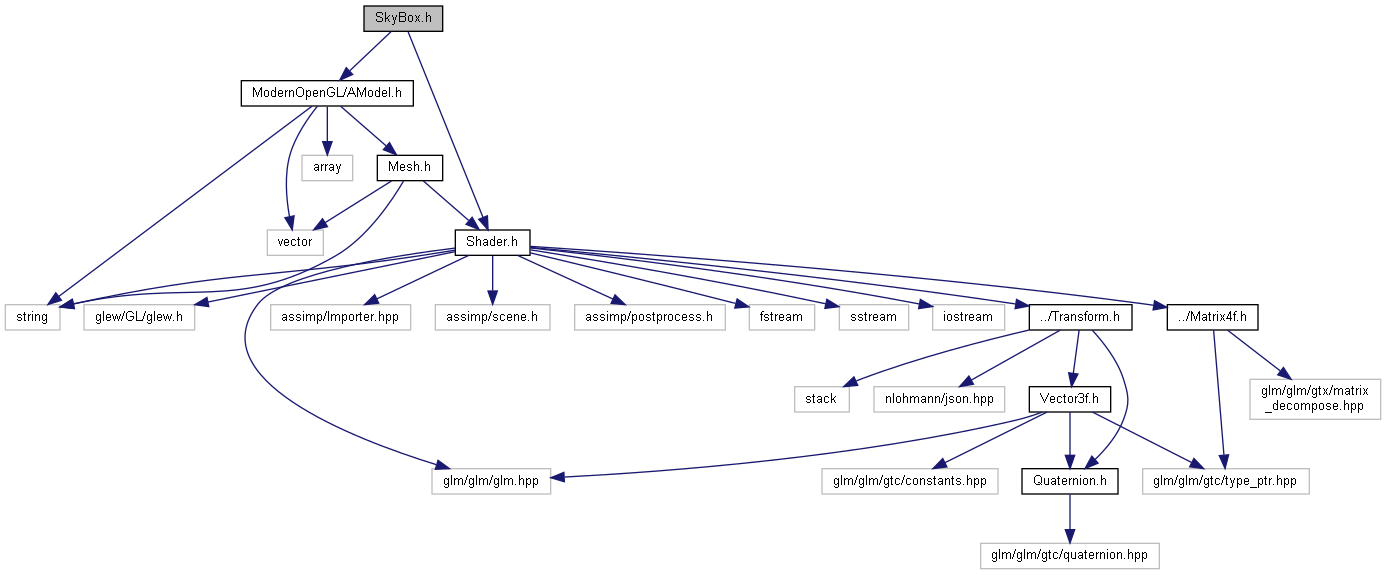 SkyBox.h
ModernOpenGL/AModel.h
array
Mesh.h
vector
Shader.h
string
glew/GL/glew.h
assimp/Importer.hpp
assimp/scene.h
assimp/postprocess.h
fstream
sstream
iostream
../Transform.h
../Matrix4f.h
stack
nlohmann/json.hpp
Vector3f.h
glm/glm/gtx/matrix
_decompose.hpp
glm/glm/glm.hpp
glm/glm/gtc/constants.hpp
Quaternion.h
glm/glm/gtc/type_ptr.hpp
glm/glm/gtc/quaternion.hpp